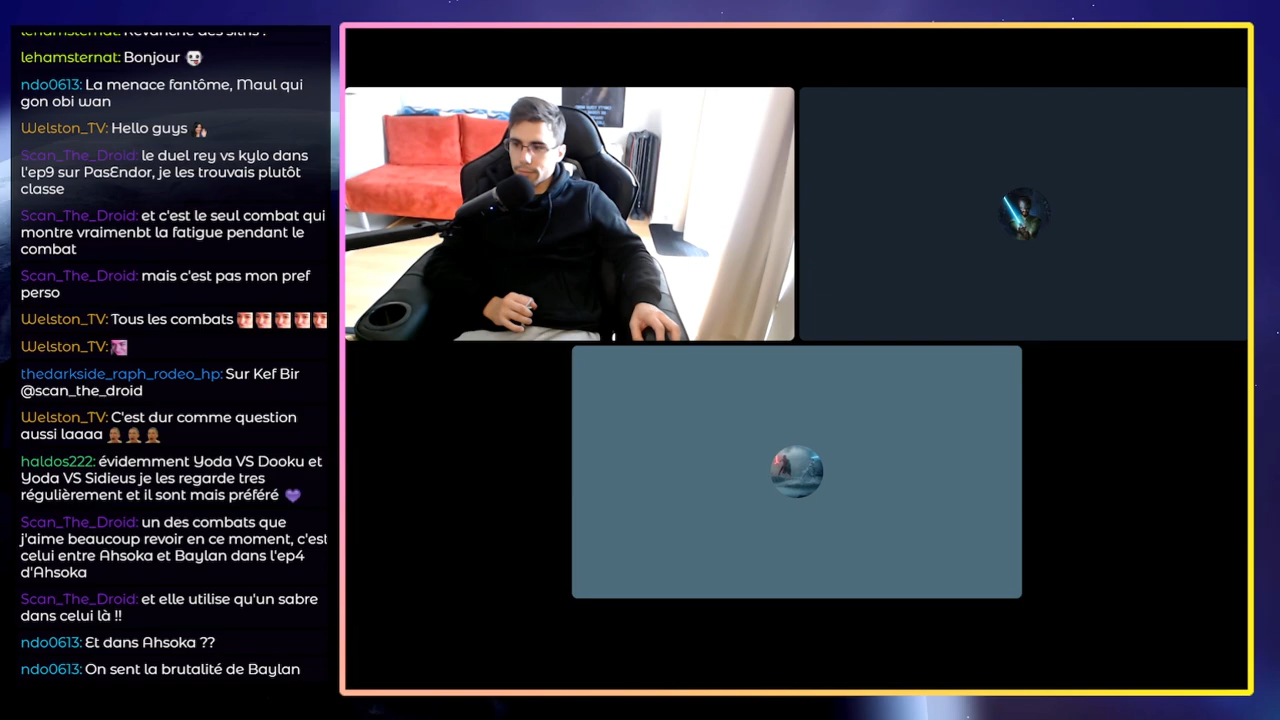 lehamsternat: Revanche des siths ?
lehamsternat: Bonjour
ndo0613: La menace fantôme, Maul qui
gon obi wan
Welston_TV: Hello guys
Scan_The_Droid: le duel rey vs kylo dans
l'ep9 sur PasEndor, je les trouvais plutôt
classe
Scan_The_Droid: et c'est le seul combat qui
montre vraimenbt la fatigue pendant le
combat
Scan_The_Droid: mais c'est pas mon pref
perso
Welston_TV: Tous les combats
Welston_TV:
thedarkside_raph_rodeo_hp: Sur Kef Bir
@scan_the_droid
Welston_TV: C'est dur comme question
aussi laaaa
haldos222: évidemment Yoda VS Dooku et
Yoda VS Sidieus je les regarde tres
régulièrement et il sont mais préféré
Scan_The_Droid: un des combats que
j'aime beaucoup revoir en ce moment, c'est
celui entre Ahsoka et Baylan dans l'ep4
d'Ahsoka
Scan_The_Droid: et elle utilise qu'un sabre
dans celui là !!
ndo0613: Et dans Ahsoka ??
ndo0613: On sent la brutalité de Baylan